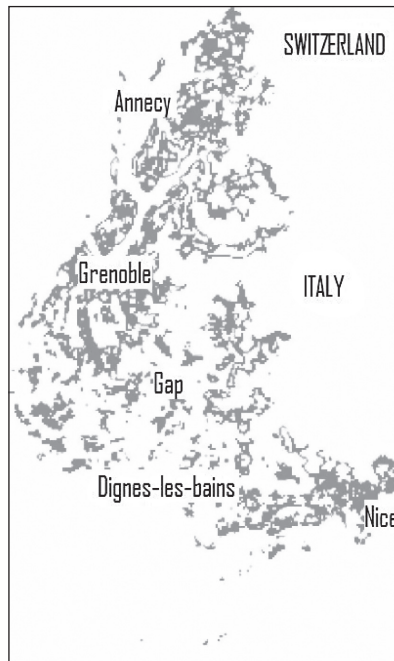 SWITZERLAND
Annecy
Grenoble
ITALY
Gap
Dignes-les-bains
Nice